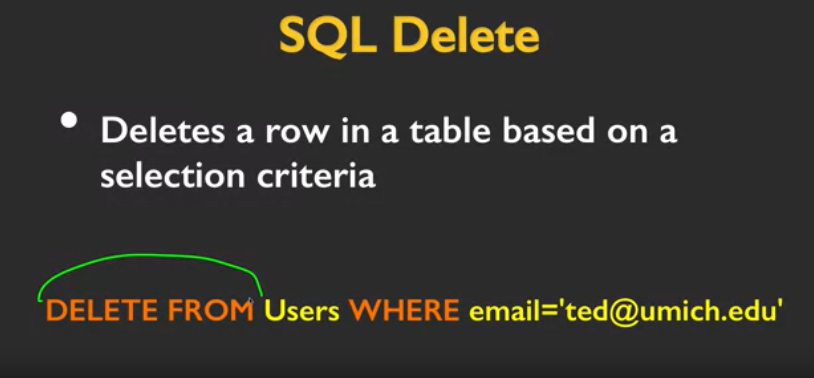 SQL Delete
• Deletes a row in a table based on a
selection criteria
DELETE FROM Users WHERE email='ted@umich.edu'